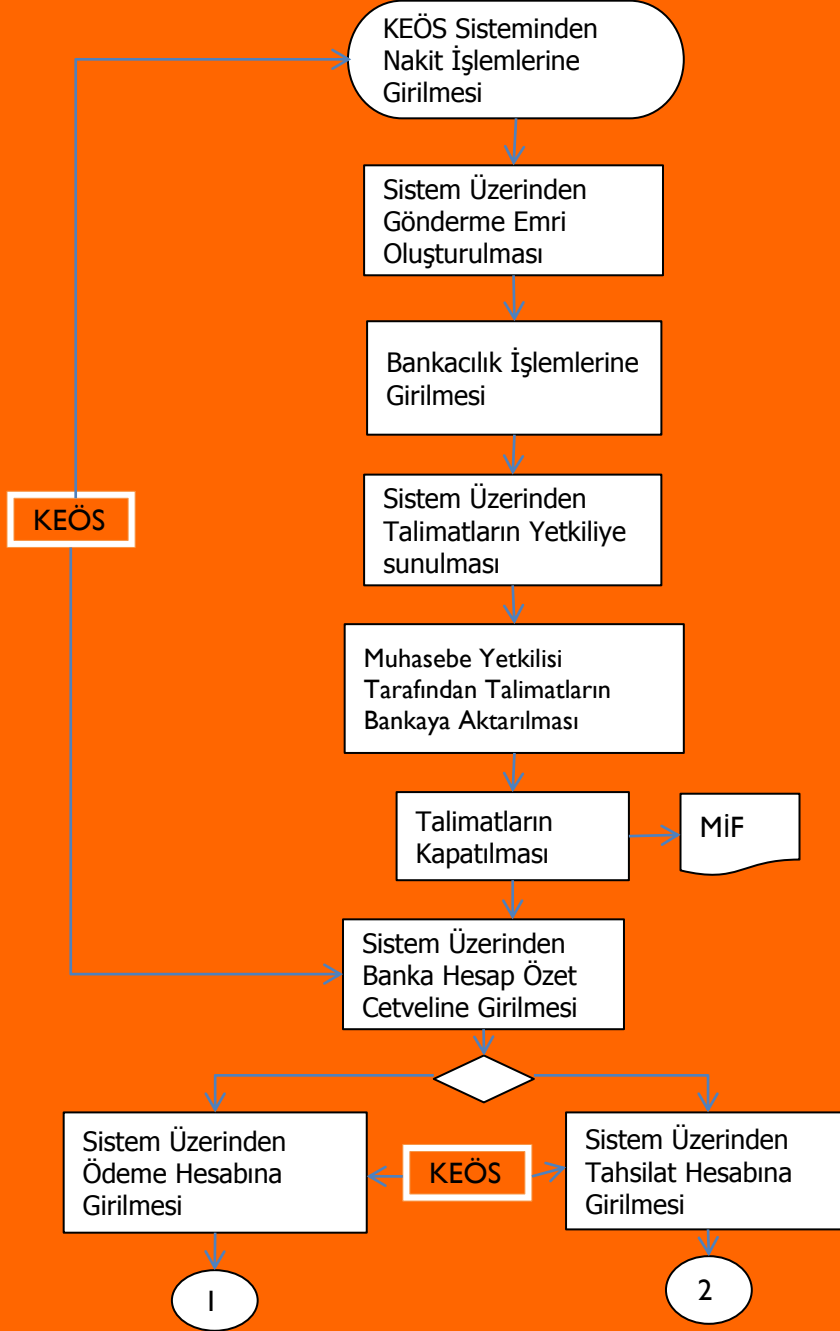 KEÖS Sisteminden
Nakit İşlemlerine
Girilmesi
Sistem Üzerinden
Gönderme Emri
Oluşturulması
Bankacılık İşlemlerine
Girilmesi
KEÖS
Sistem Üzerinden
Talimatların Yetkiliye
sunulması
Muhasebe Yetkilisi
Tarafından Talimatların
Bankaya Aktarılması
Talimatların
Kapatılması
MİF
Sistem Üzerinden
Banka Hesap Özet
Cetveline Girilmesi
Sistem Üzerinden
Ödeme Hesabına
Girilmesi
KEÖS
Sistem Üzerinden
Tahsilat Hesabına
Girilmesi
1
2